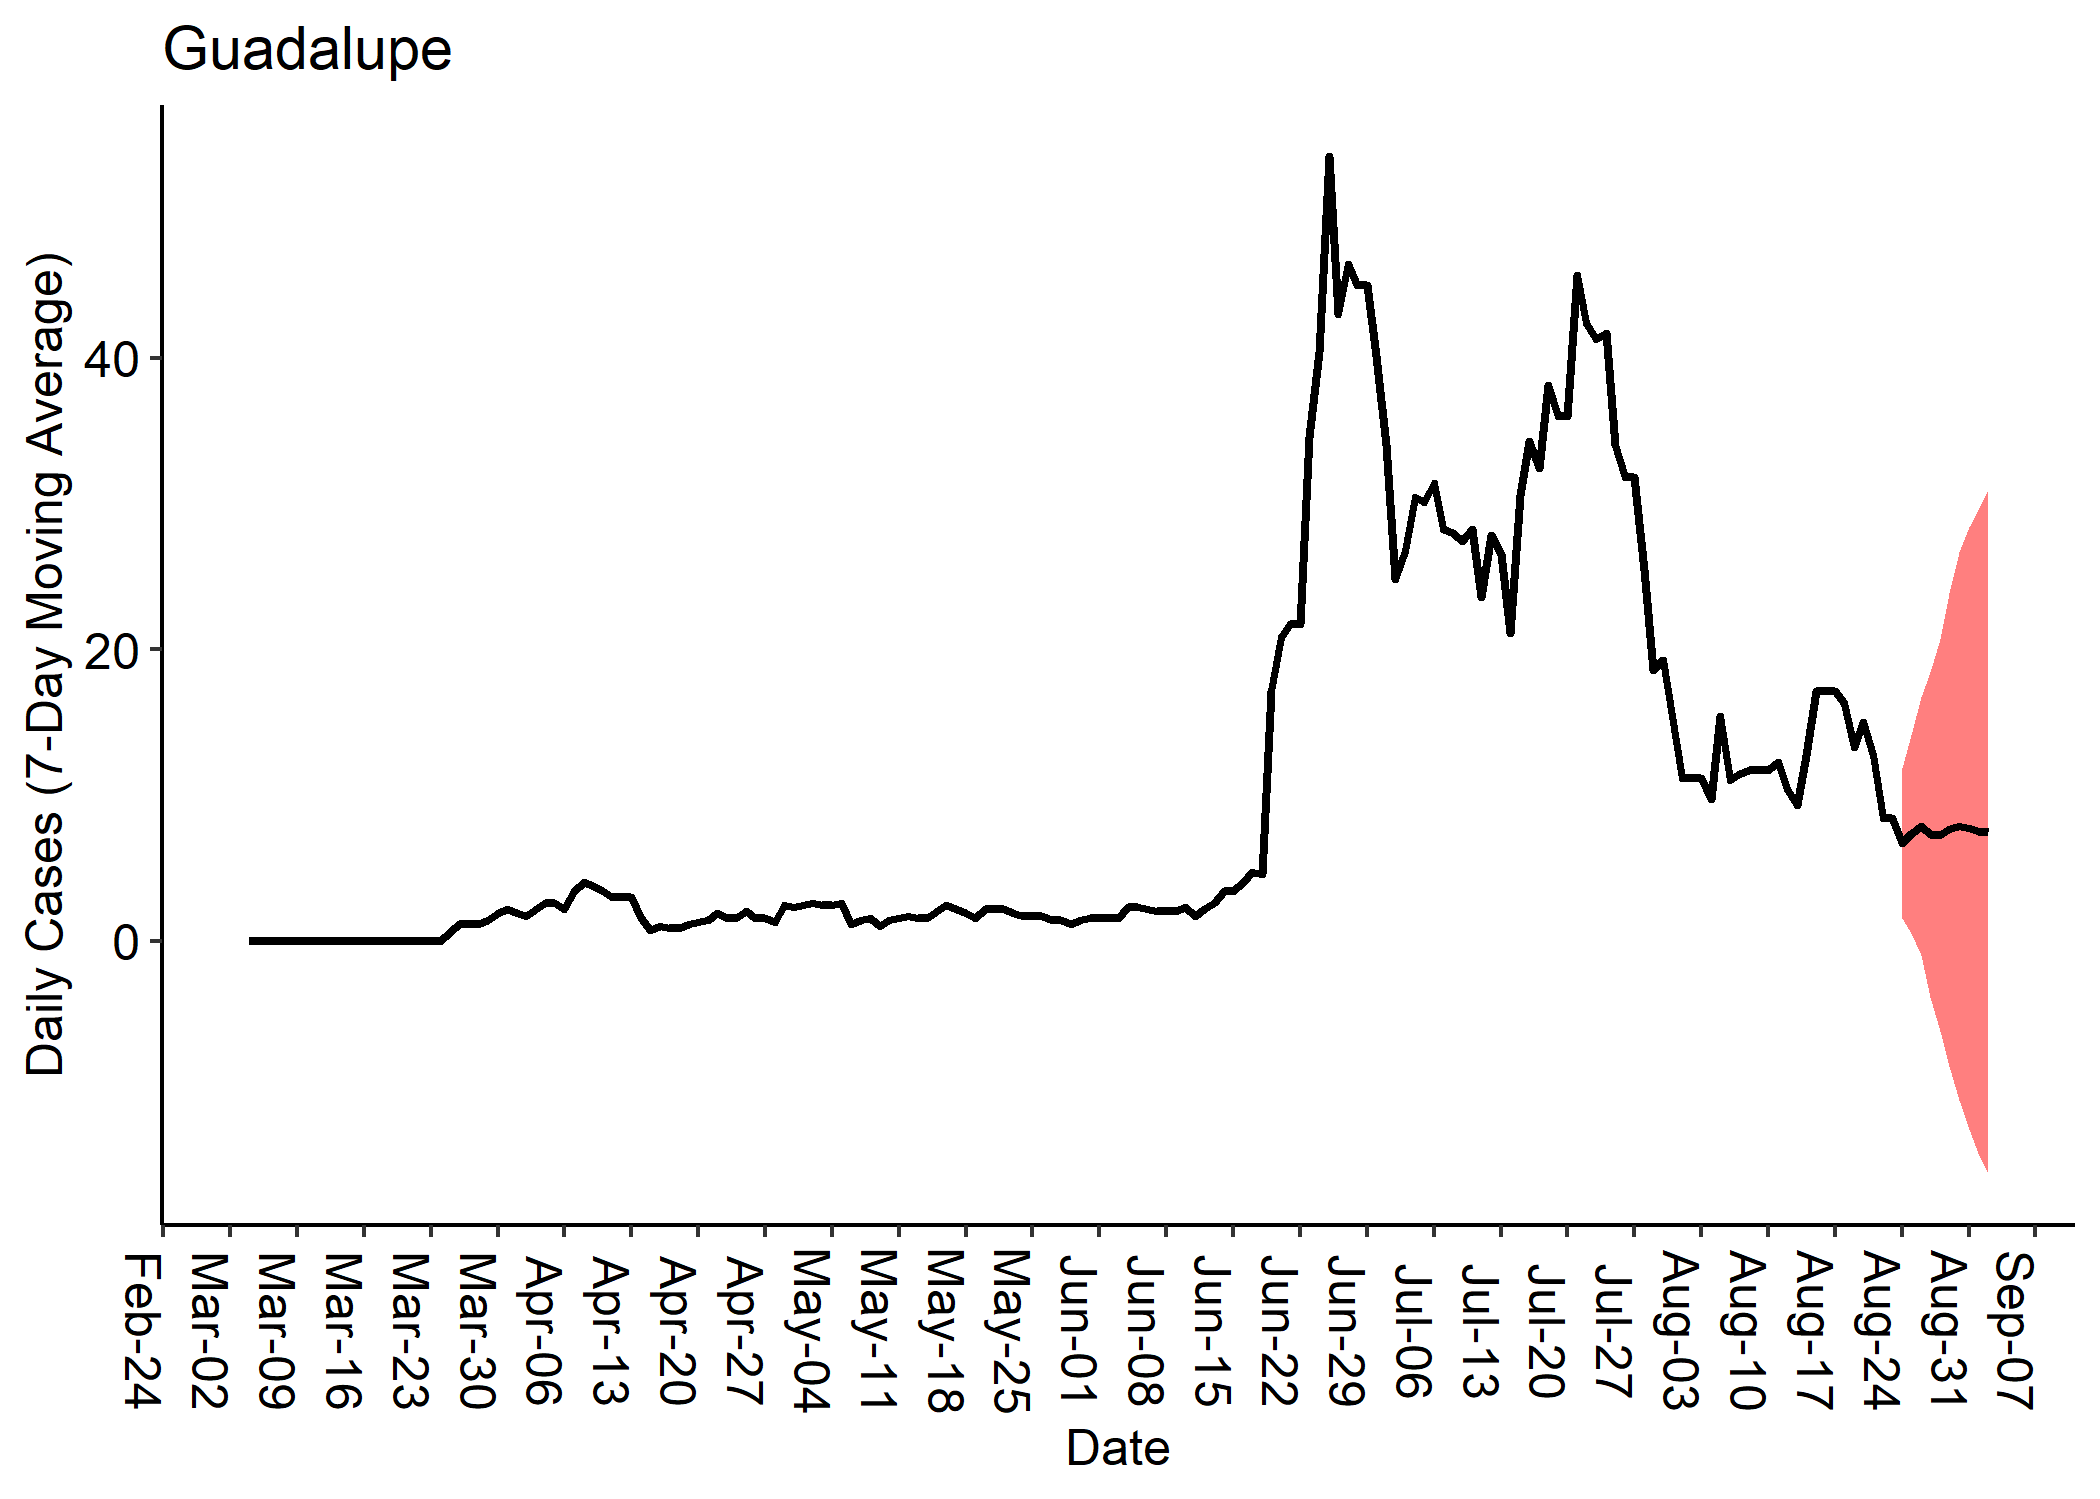 Guadalupe
Daily Cases (7-Day Moving Average)
40
20
0
Feb-24
Mar-02
Mar-09
Mar-16
Mar-23
Mar-30
Apr-06
Apr-13
Apr-20
Apr-27
May-04
May-11
May-18
May-25
Jun-01
Jun-08
Jun-15
Jun-22
Jun-29
Jul-06
Jul-13
Jul-20
Jul-27
Aug-03
Aug-10
Aug-17
Aug-24
Aug-31
Sep-07
Date